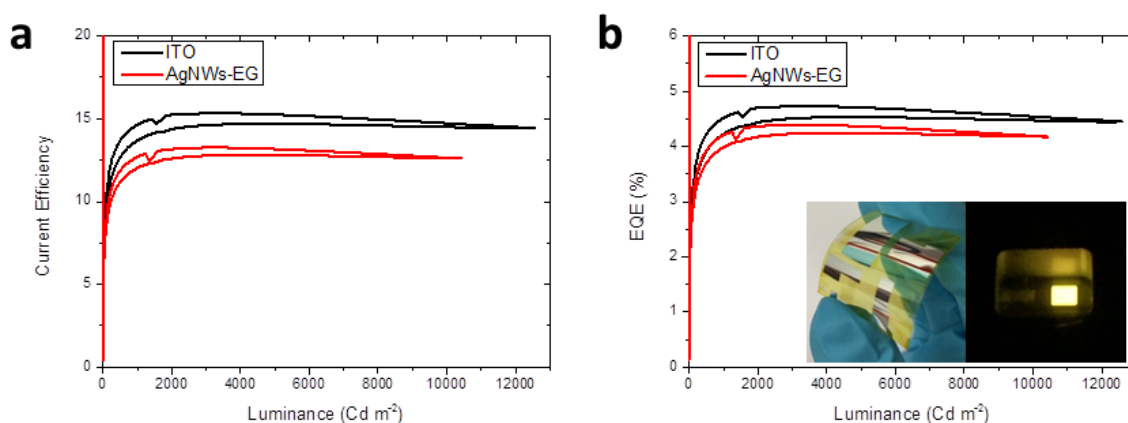 a
20
15
10
5
0
Current Efficiency
ITO
AgNWs-EG
0 2000 4000 6000 8000 10000 12000
Luminance (Cd m⁻²)
b
6
5
4
3
2
1
0
EQE (%)
ITO
AgNWs-EG
0 2000 4000 6000 8000 10000 12000
Luminance (Cd m⁻²)